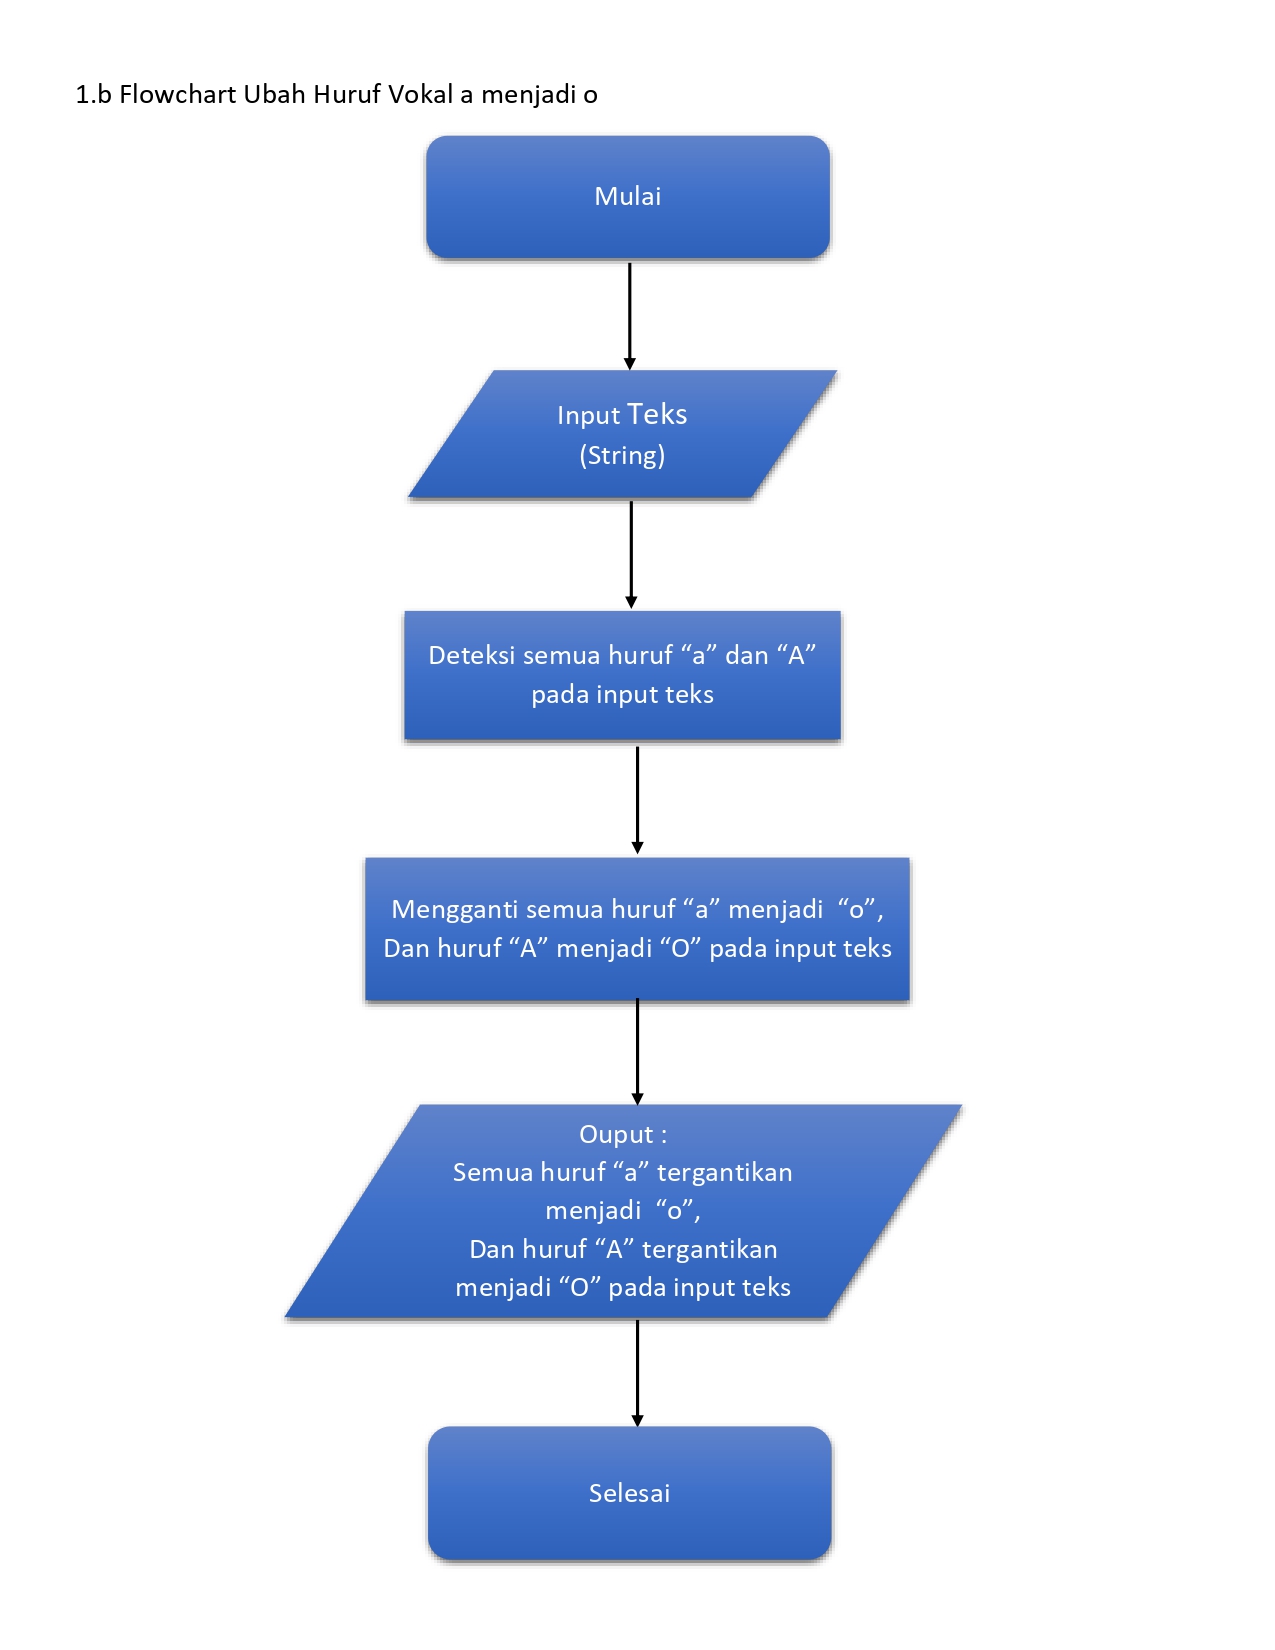 1.b Flowchart Ubah Huruf Vokal a menjadi o
Mulai
Input Teks
(String)
Deteksi semua huruf “a” dan “A”
pada input teks
Mengganti semua huruf “a” menjadi  “o”,
Dan huruf “A” menjadi “O” pada input teks
Ouput :
Semua huruf “a” tergantikan
menjadi  “o”,
Dan huruf “A” tergantikan
menjadi “O” pada input teks
Selesai